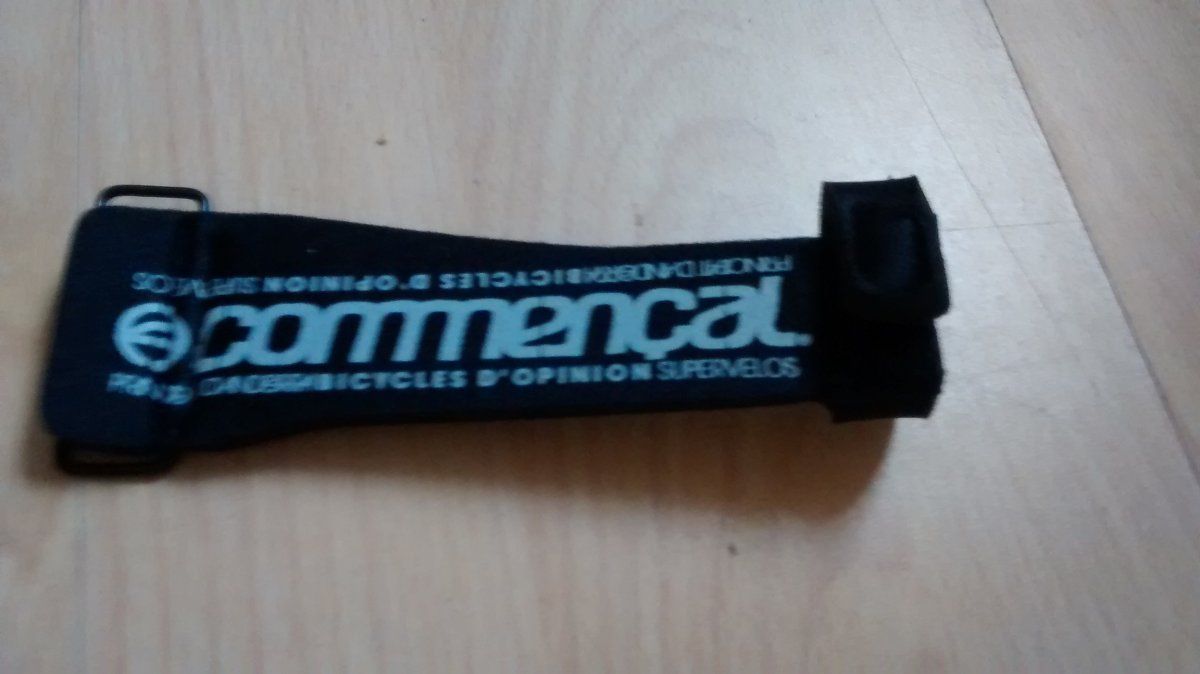 BICYCLES D'OPINION SUPERVELOS
commençal
BICYCLES D'OPINION SUPERVELOS